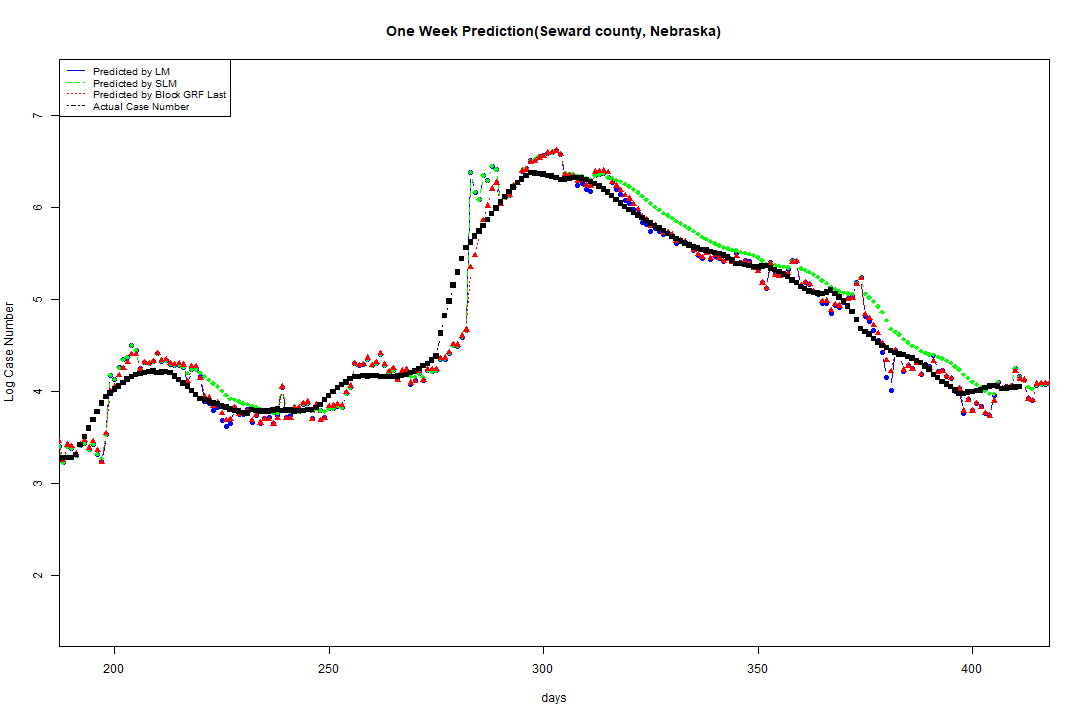 One Week Prediction(Seward county, Nebraska)
Predicted by LM
Predicted by SLM
Predicted by Block GRF Last
Actual Case Number
7
6
5
4
3
2
Log Case Number
200 250 300 350 400
days